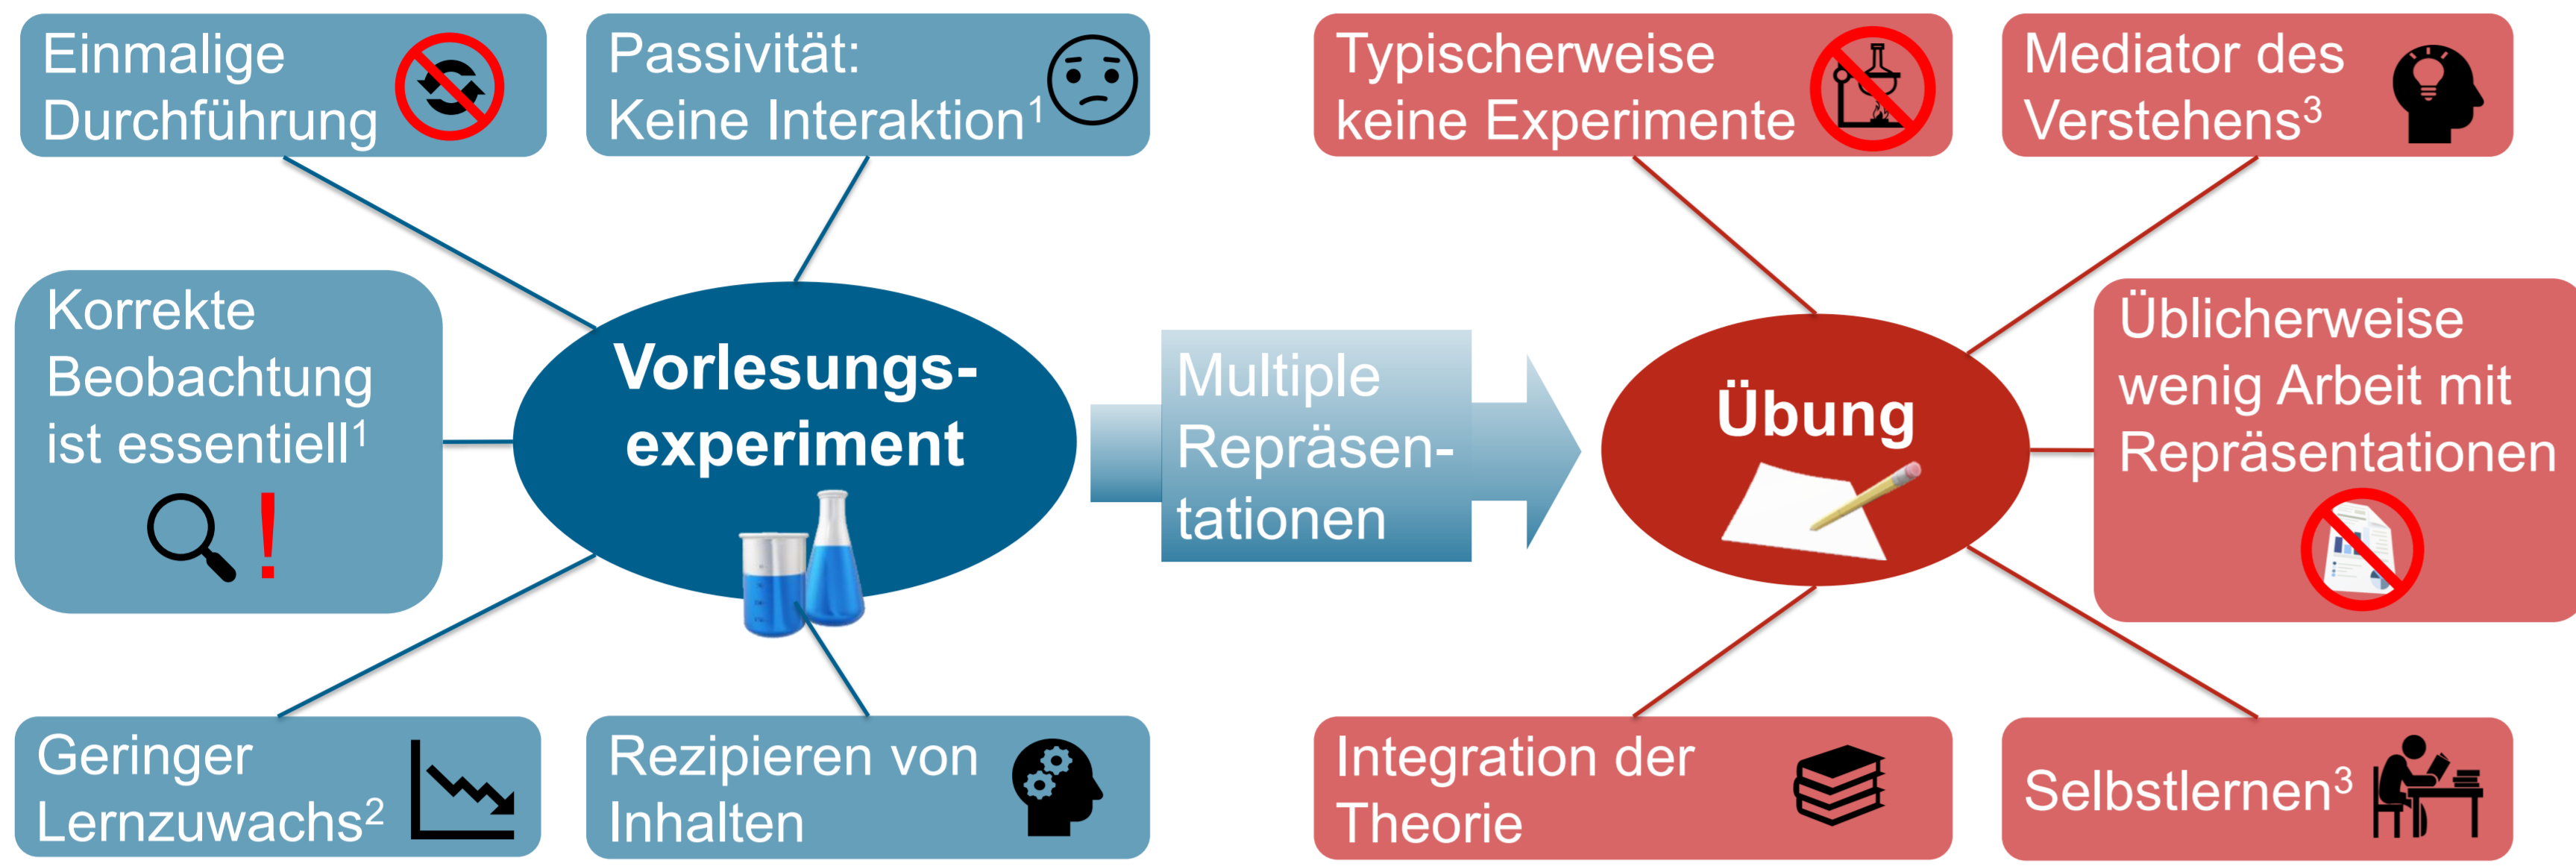 Einmalige
Durchführung
Passivität:
Keine Interaktion¹
Typischerweise
keine Experimente
Mediator des
Verstehens³
Korrekte
Beobachtung
ist essentiell¹
!
Vorlesungs-
experiment
Multiple
Repräsen-
tationen
Übung
Üblicherweise
wenig Arbeit mit
Repräsentationen
Geringer
Lernzuwachs²
Rezipieren von
Inhalten
Integration der
Theorie
Selbstlernen³